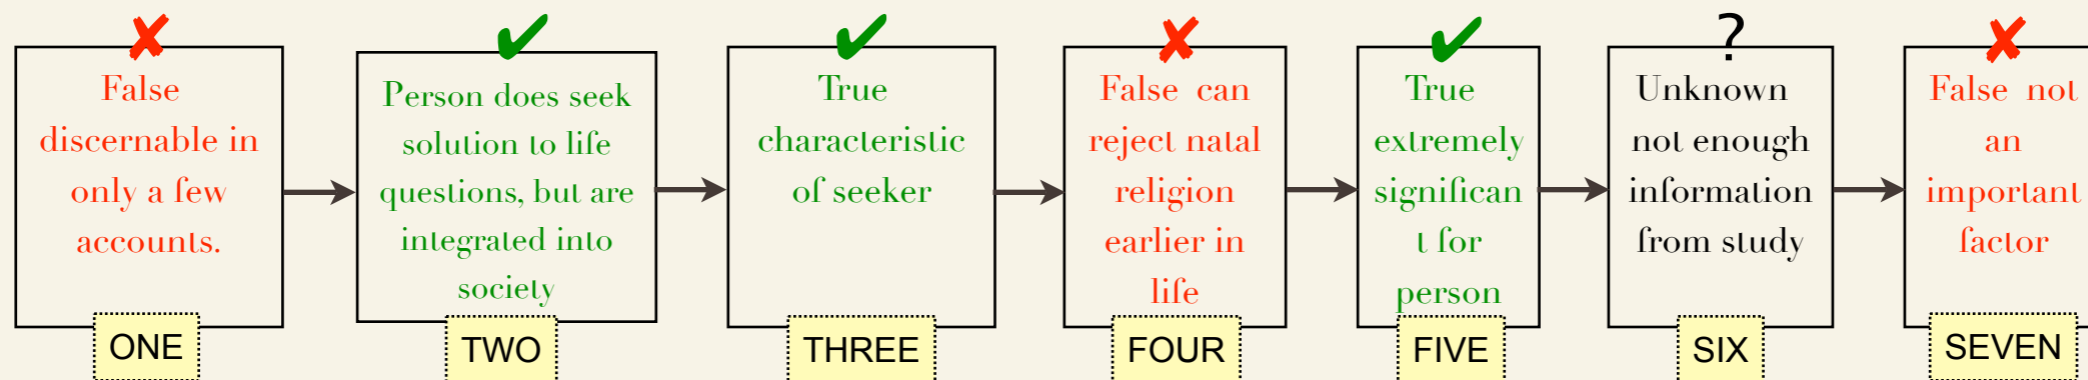 ✘
False
discernable in
only a few
accounts.
ONE
✔
Person does seek
solution to life
questions, but are
integrated into
society
TWO
✔
True
characteristic
of seeker
THREE
✘
False can
reject natal
religion
earlier in
life
FOUR
✔
True
extremely
significan
t for
person
FIVE
?
Unknown
not enough
information
from study
SIX
✘
False not
an
important
factor
SEVEN